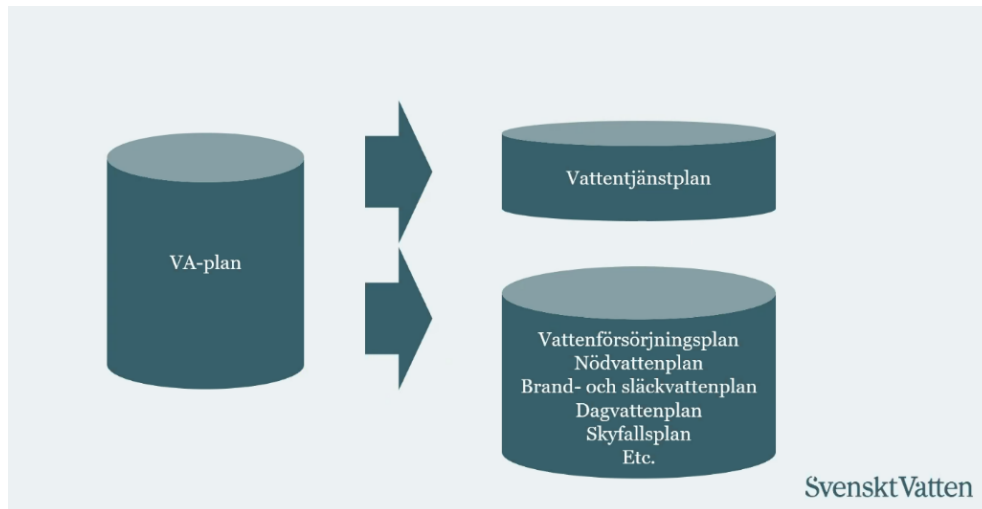 VA-plan
Vattentjänstplan
Vattenförsörjningsplan
Nödvattenplan
Brand- och släckvattenplan
Dagvattenplan
Skyfallsplan
Etc.
SvensktVatten